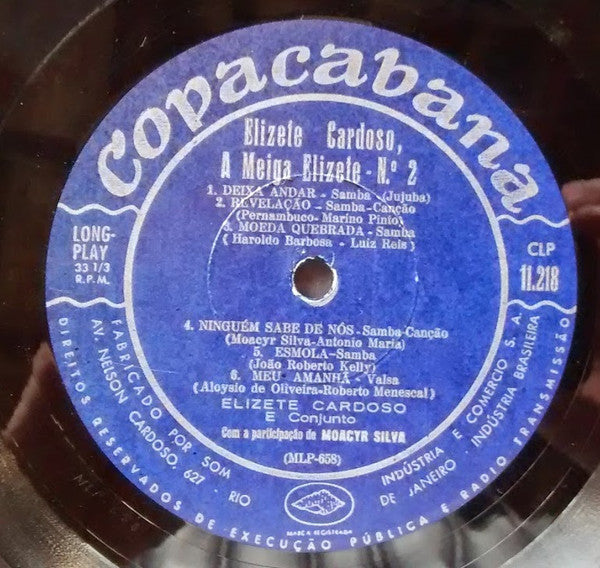 Copacabana
Elizete Cardoso,
A Meiga Elizete - N.º 2
1. DEIXA ANDAR - Samba (Jujuba)
2. REVELAÇÃO - Samba-Canção
(Pernambuco-Marino Pinto)
3. MOEDA QUEBRADA - Samba
(Haroldo Barbosa - Luiz Reis)
LONG-
PLAY
33 1/3
R.P.M.
CLP
11.218
4. NINGUÉM SABE DE NÓS-Samba-Canção
(Moacyr Silva-Antonio Maria)
5. ESMOLA-Samba
(João Roberto Kelly)
6. MEU AMANHÃ - Valsa
(Aloysio de Oliveira-Roberto Menescal)
ELIZETE CARDOSO
E Conjunto
Com a participação de MOACYR SILVA
(MLP-658)
MARCA REGISTRADA
FABRICADO POR SOM INDÚSTRIA E COMERCIO S. A.
AV. NELSON CARDOSO, 627 - RIO DE JANEIRO - INDÚSTRIA BRASILEIRA
DIREITOS RESERVADOS DE EXECUÇÃO PÚBLICA E RADIO TRANSMISSÃO